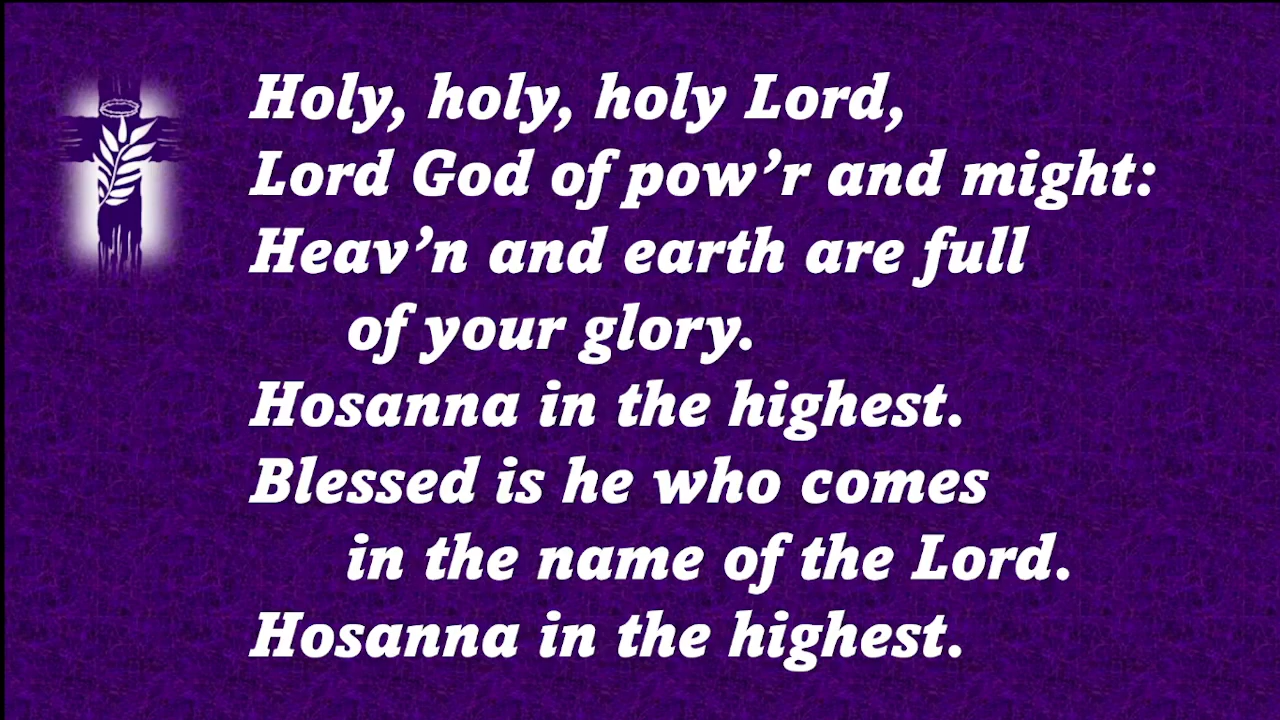 Holy, holy, holy Lord,
Lord God of pow’r and might:
Heav’n and earth are full
of your glory.
Hosanna in the highest.
Blessed is he who comes
in the name of the Lord.
Hosanna in the highest.